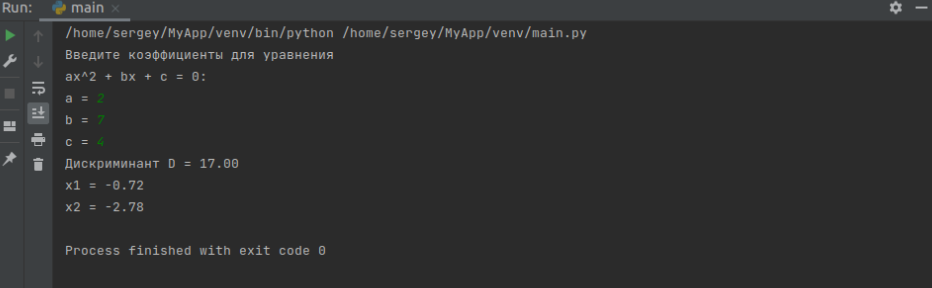 Run: main
/home/sergey/MyApp/venv/bin/python /home/sergey/MyApp/venv/main.py
Введите коэффициенты для уравнения
ax^2 + bx + c = 0:
a = 2
b = 7
c = 4
Дискриминант D = 17.00
x1 = -0.72
x2 = -2.78
Process finished with exit code 0